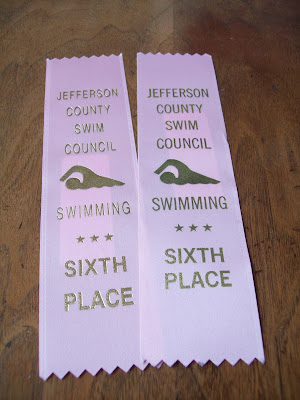 JEFFERSON
COUNTY
SWIM
COUNCIL
SWIMMING
★★★
SIXTH
PLACE
JEFFERSON
COUNTY
SWIM
COUNCIL
SWIMMING
★★★
SIXTH
PLACE